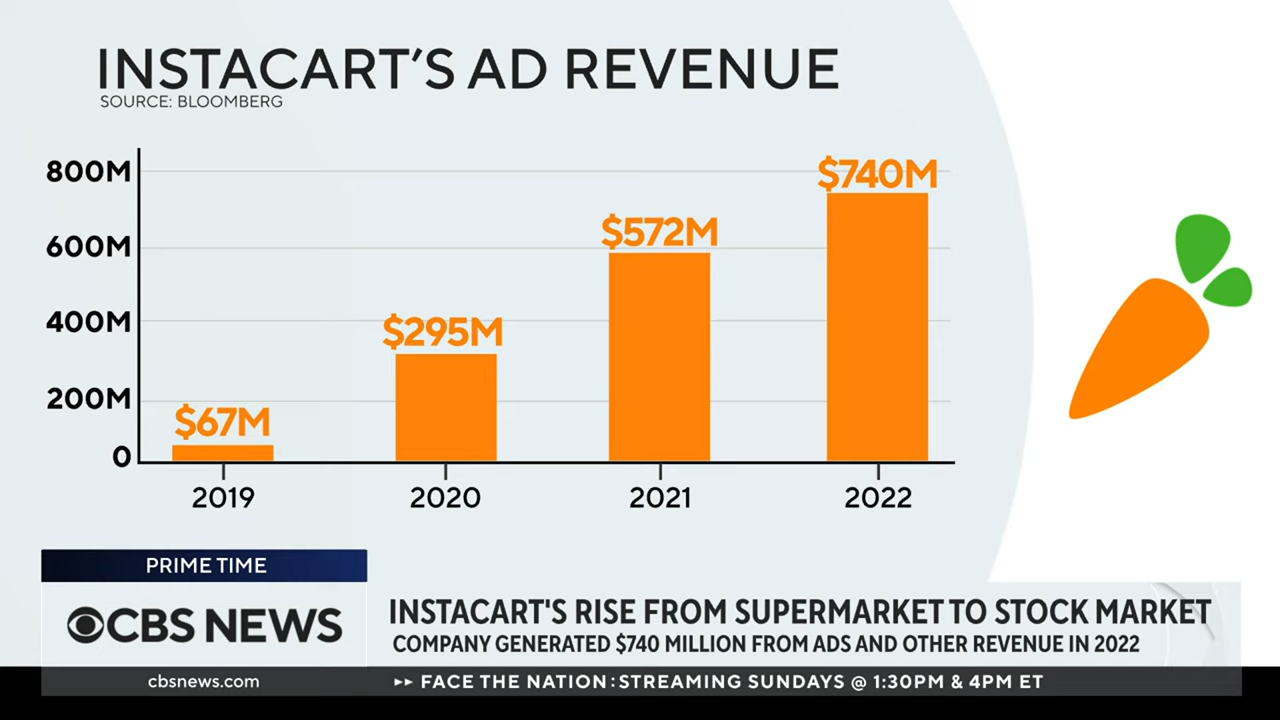 INSTACART'S AD REVENUE
SOURCE: BLOOMBERG
800M
600M
400M
200M
0
$67M
$295M
$572M
$740M
2019
2020
2021
2022
PRIME TIME
CBS NEWS
INSTACART'S RISE FROM SUPERMARKET TO STOCK MARKET
COMPANY GENERATED $740 MILLION FROM ADS AND OTHER REVENUE IN 2022
cbsnews.com
FACE THE NATION: STREAMING SUNDAYS @ 1:30PM & 4PM ET